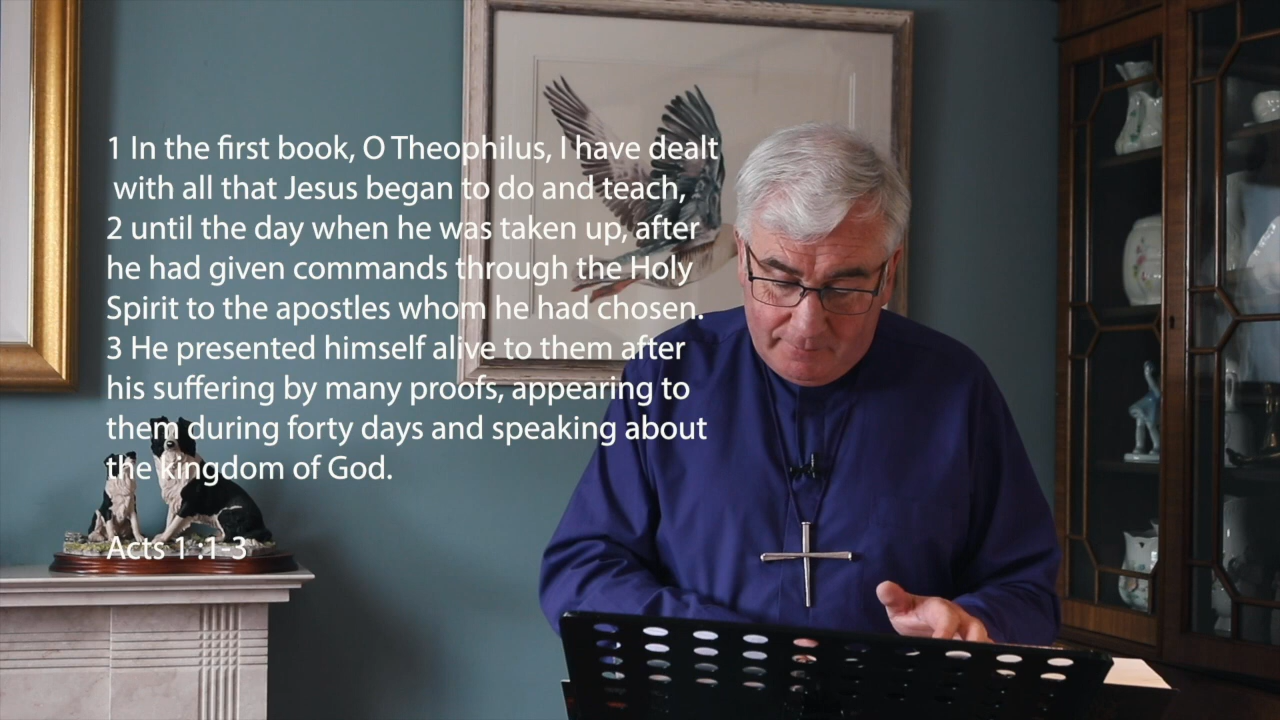 1 In the first book, O Theophilus, I have dealt
with all that Jesus began to do and teach,
2 until the day when he was taken up, after
he had given commands through the Holy
Spirit to the apostles whom he had chosen.
3 He presented himself alive to them after
his suffering by many proofs, appearing to
them during forty days and speaking about
the kingdom of God.
Acts 1 :1-3